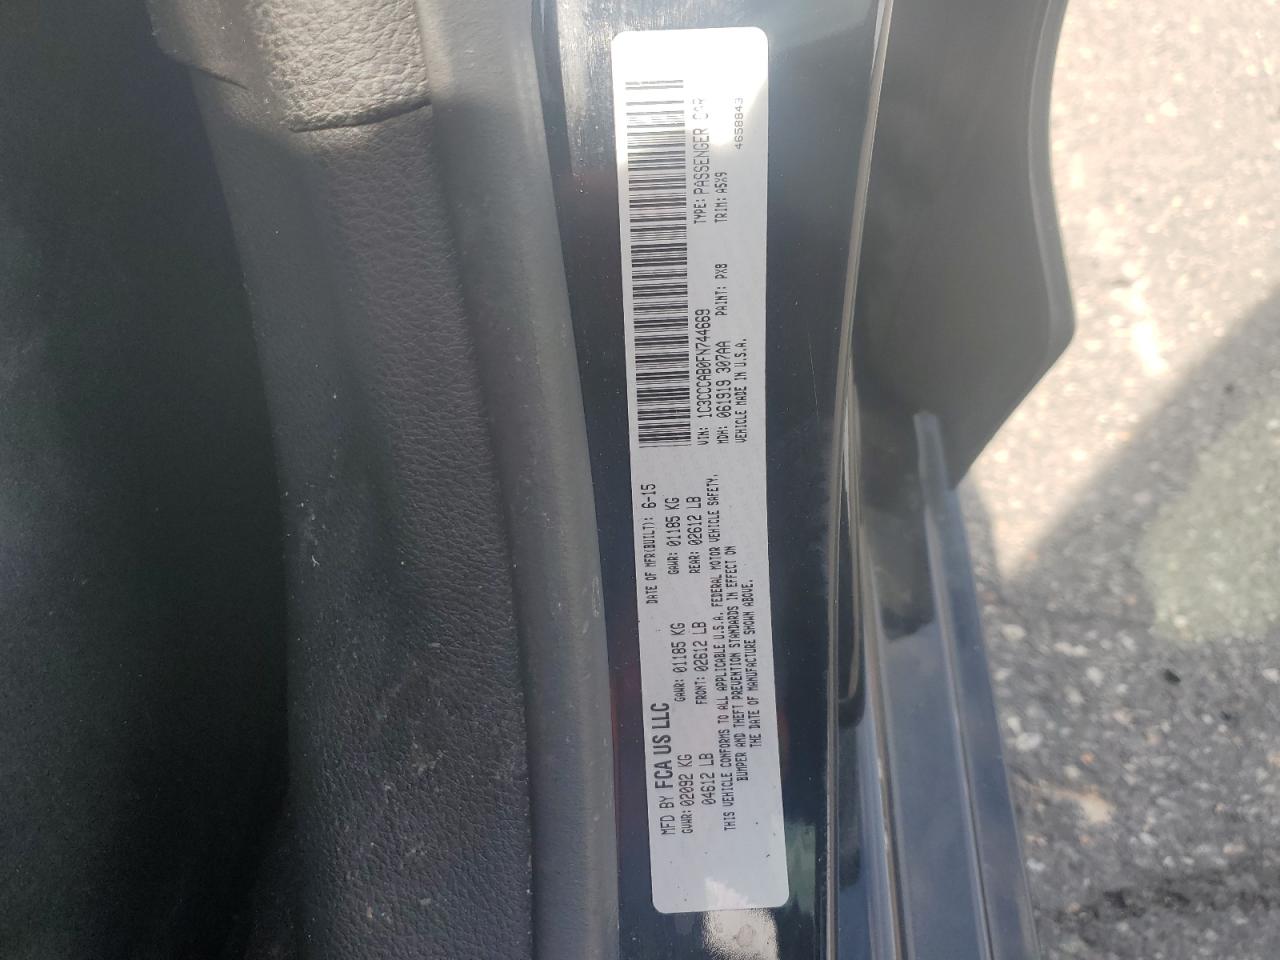 MFD BY FCA US LLC DATE OF MFR(BUILT): 6-15
GVWR: 02092 KG GAWR: 01185 KG GAWR: 01185 KG
04612 LB FRONT: 02612 LB REAR: 02612 LB
THIS VEHICLE CONFORMS TO ALL APPLICABLE U.S.A. FEDERAL MOTOR VEHICLE SAFETY,
BUMPER AND THEFT PREVENTION STANDARDS IN EFFECT ON
THE DATE OF MANUFACTURE SHOWN ABOVE.
VIN: 1C3CCCAB0FN744669 TYPE: PASSENGER CAR
MDH: 061919 307AA PAINT: PX8 TRIM: A5X9
VEHICLE MADE IN U.S.A. 4658843